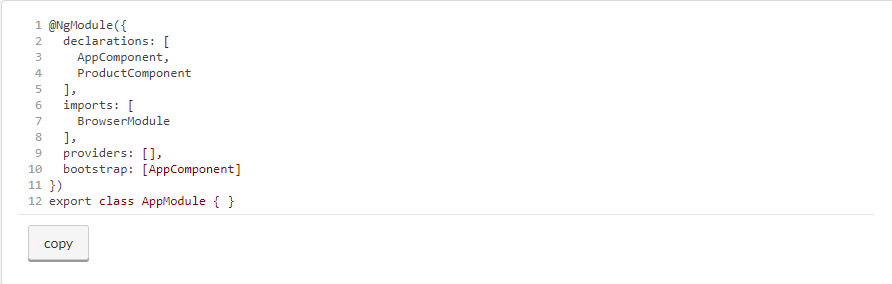 1 @NgModule({
2   declarations: [
3     AppComponent,
4     ProductComponent
5   ],
6   imports: [
7     BrowserModule
8   ],
9   providers: [],
10   bootstrap: [AppComponent]
11 })
12 export class AppModule { }
copy